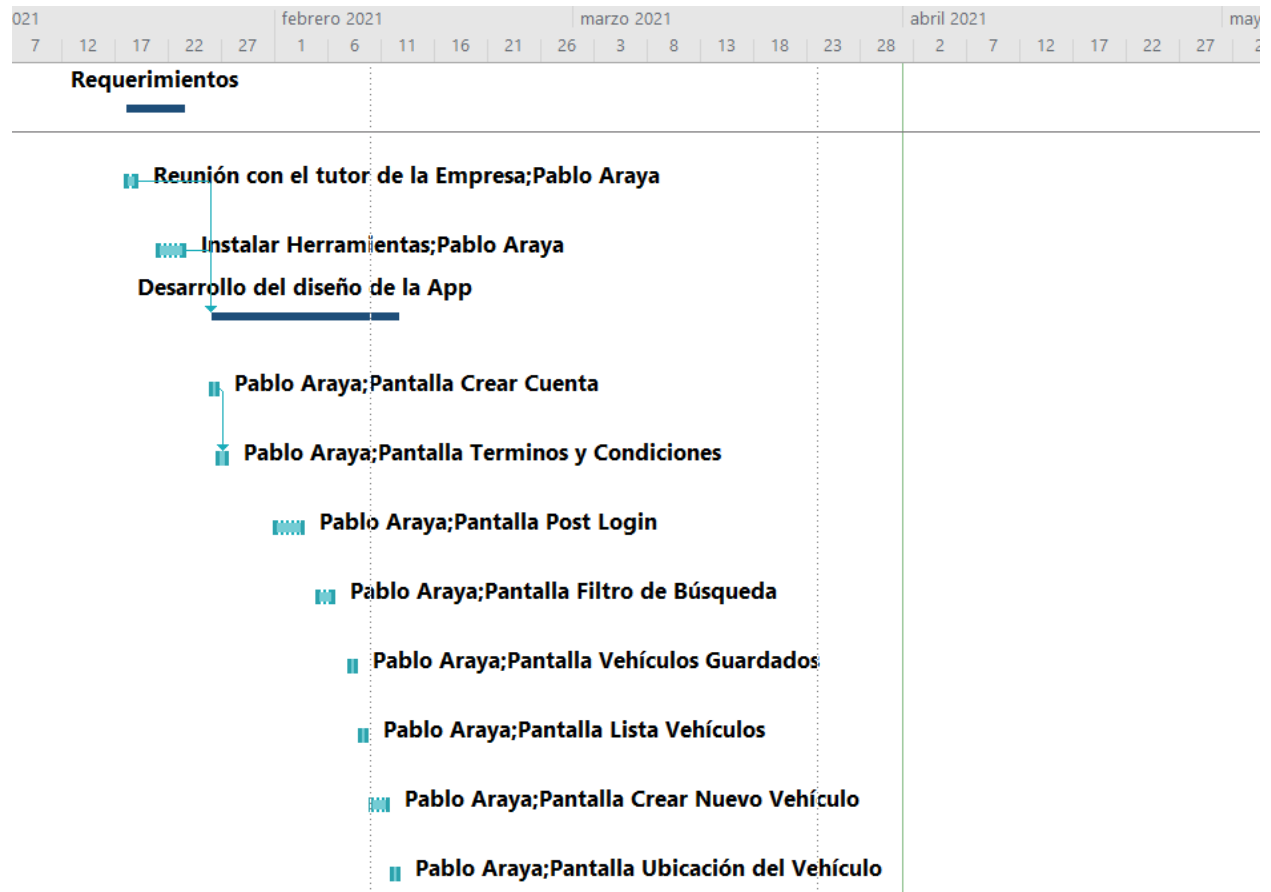 021 febrero 2021 marzo 2021 abril 2021 may
7 12 17 22 27 1 6 11 16 21 26 3 8 13 18 23 28 2 7 12 17 22 27 2
Requerimientos
Reunión con el tutor de la Empresa;Pablo Araya
Instalar Herramientas;Pablo Araya
Desarrollo del diseño de la App
Pablo Araya;Pantalla Crear Cuenta
Pablo Araya;Pantalla Terminos y Condiciones
Pablo Araya;Pantalla Post Login
Pablo Araya;Pantalla Filtro de Búsqueda
Pablo Araya;Pantalla Vehículos Guardados
Pablo Araya;Pantalla Lista Vehículos
Pablo Araya;Pantalla Crear Nuevo Vehículo
Pablo Araya;Pantalla Ubicación del Vehículo